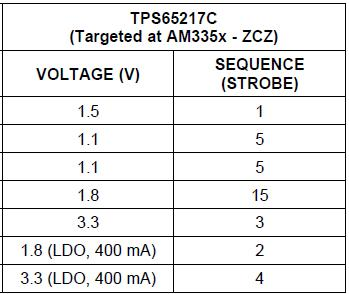 TPS65217C
(Targeted at AM335x - ZCZ)
VOLTAGE (V) SEQUENCE (STROBE)
1.5 1
1.1 5
1.1 5
1.8 15
3.3 3
1.8 (LDO, 400 mA) 2
3.3 (LDO, 400 mA) 4